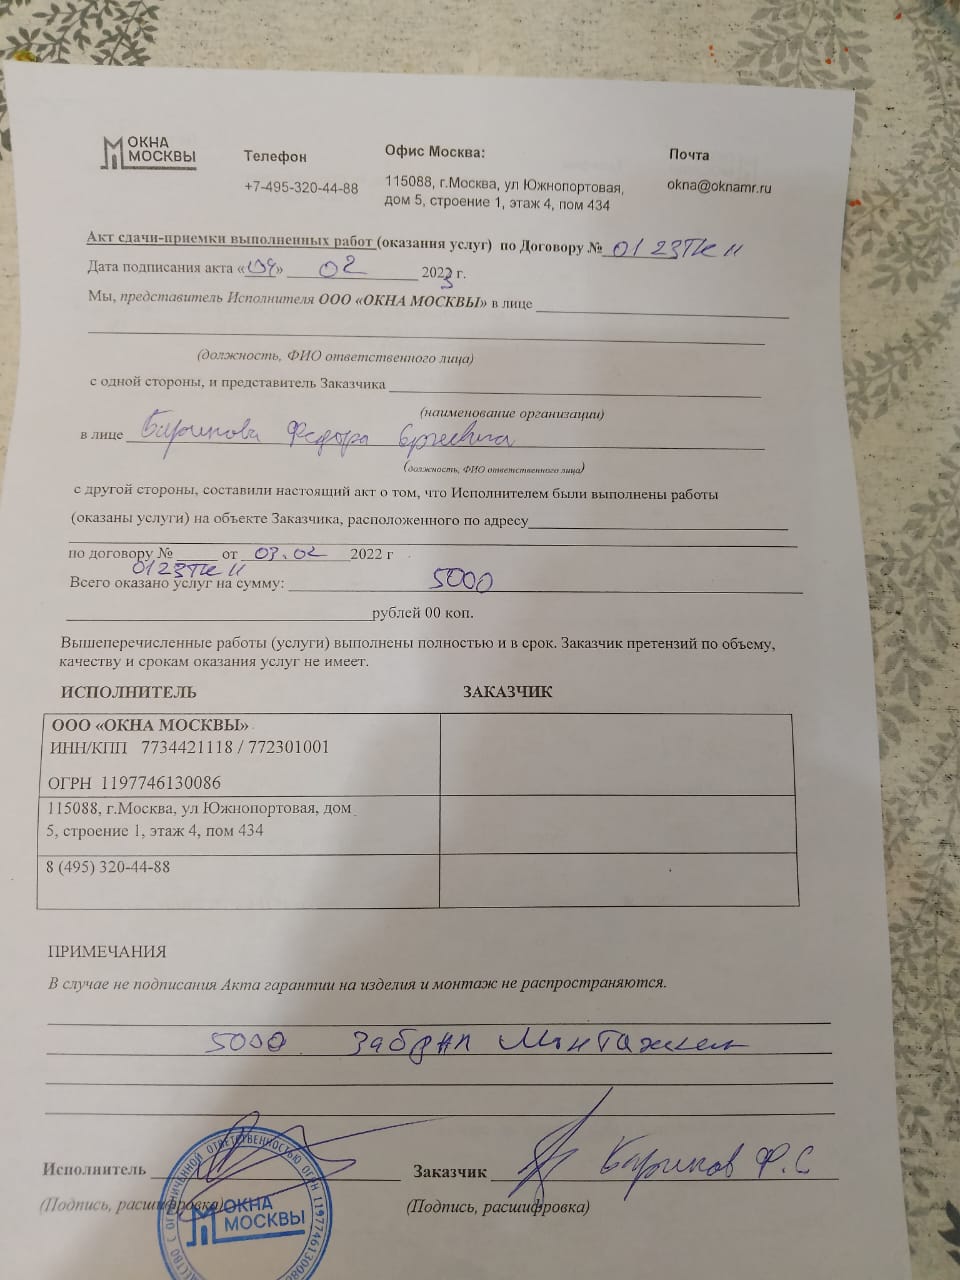 ОКНА
МОСКВЫ
Телефон
+7-495-320-44-88
Офис Москва:
115088, г.Москва, ул Южнопортовая,
дом 5, строение 1, этаж 4, пом 434
Почта
okna@oknamr.ru
Акт сдачи-приемки выполненных работ (оказания услуг) по Договору № 0123ТК II
Дата подписания акта «04» 02 2023 г.
Мы, представитель Исполнителя ООО «ОКНА МОСКВЫ» в лице
(должность, ФИО ответственного лица)
с одной стороны, и представитель Заказчика
(наименование организации)
в лице Баринова Федора
(должность, ФИО ответственного лица)
с другой стороны, составили настоящий акт о том, что Исполнителем были выполнены работы
(оказаны услуги) на объекте Заказчика, расположенного по адресу
по договору № от 03.02 2022 г
0123ТК II
Всего оказано услуг на сумму: 5000
рублей 00 коп.
Вышеперечисленные работы (услуги) выполнены полностью и в срок. Заказчик претензий по объему,
качеству и срокам оказания услуг не имеет.
ИСПОЛНИТЕЛЬ
ЗАКАЗЧИК
ООО «ОКНА МОСКВЫ»
ИНН/КПП 7734421118 / 772301001
ОГРН 1197746130086
115088, г.Москва, ул Южнопортовая, дом
5, строение 1, этаж 4, пом 434
8 (495) 320-44-88
ПРИМЕЧАНИЯ
В случае не подписания Акта гарантии на изделия и монтаж не распространяются.
5000 забрал Монтажник
Исполнитель
(Подпись, расшифровка)
Заказчик Баринов Ф.С
(Подпись, расшифровка)
ОКНА
МОСКВЫ